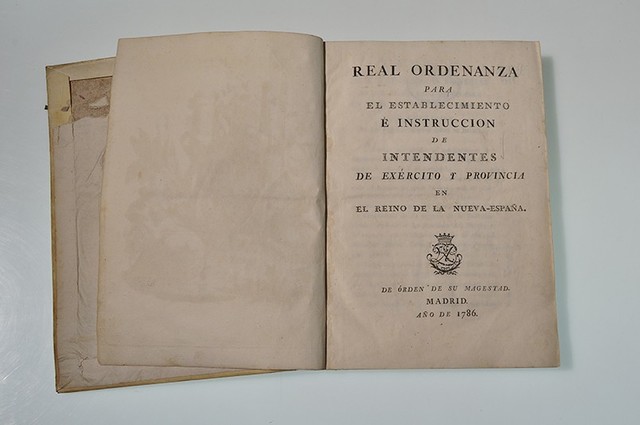 REAL ORDENANZA
PARA
EL ESTABLECIMIENTO
É INSTRUCCION
DE
INTENDENTES
DE EXÉRCITO Y PROVINCIA
EN
EL REINO DE LA NUEVA-ESPAÑA.
DE ÓRDEN DE SU MAGESTAD.
MADRID.
AÑO DE 1786.